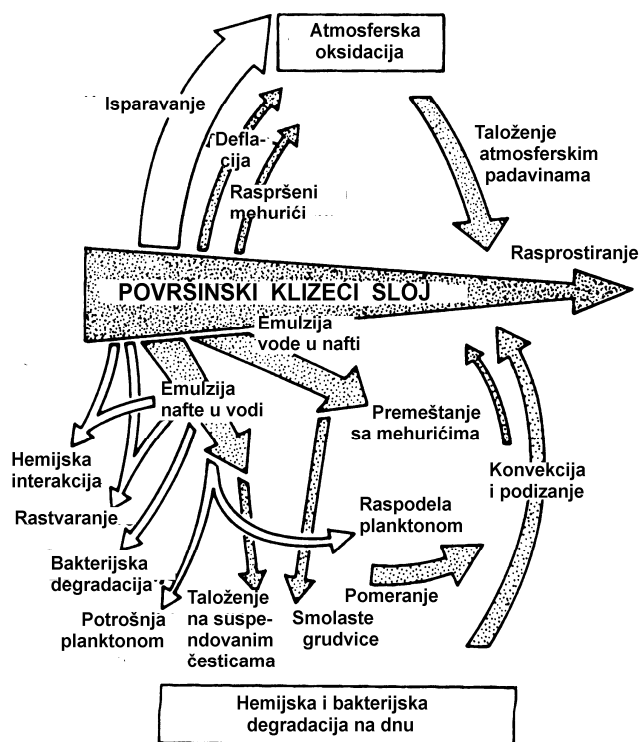 Atmosferska
oksidacija
Isparavanje
Defla-
cija
Raspršeni
mehurići
Taloženje
atmosferskim
padavinama
Rasprostiranje
POVRŠINSKI KLIZEĆI SLOJ
Emulzija
vode u nafti
Emulzija
nafte u vodi
Premeštanje
sa mehurićima
Hemijska
interakcija
Konvekcija
i podizanje
Rastvaranje
Raspodela
planktonom
Bakterijska
degradacija
Pomeranje
Potrošnja
planktonom
Taloženje
na suspe-
ndovanim
česticama
Smolaste
grudvice
Hemijska i bakterijska
degradacija na dnu